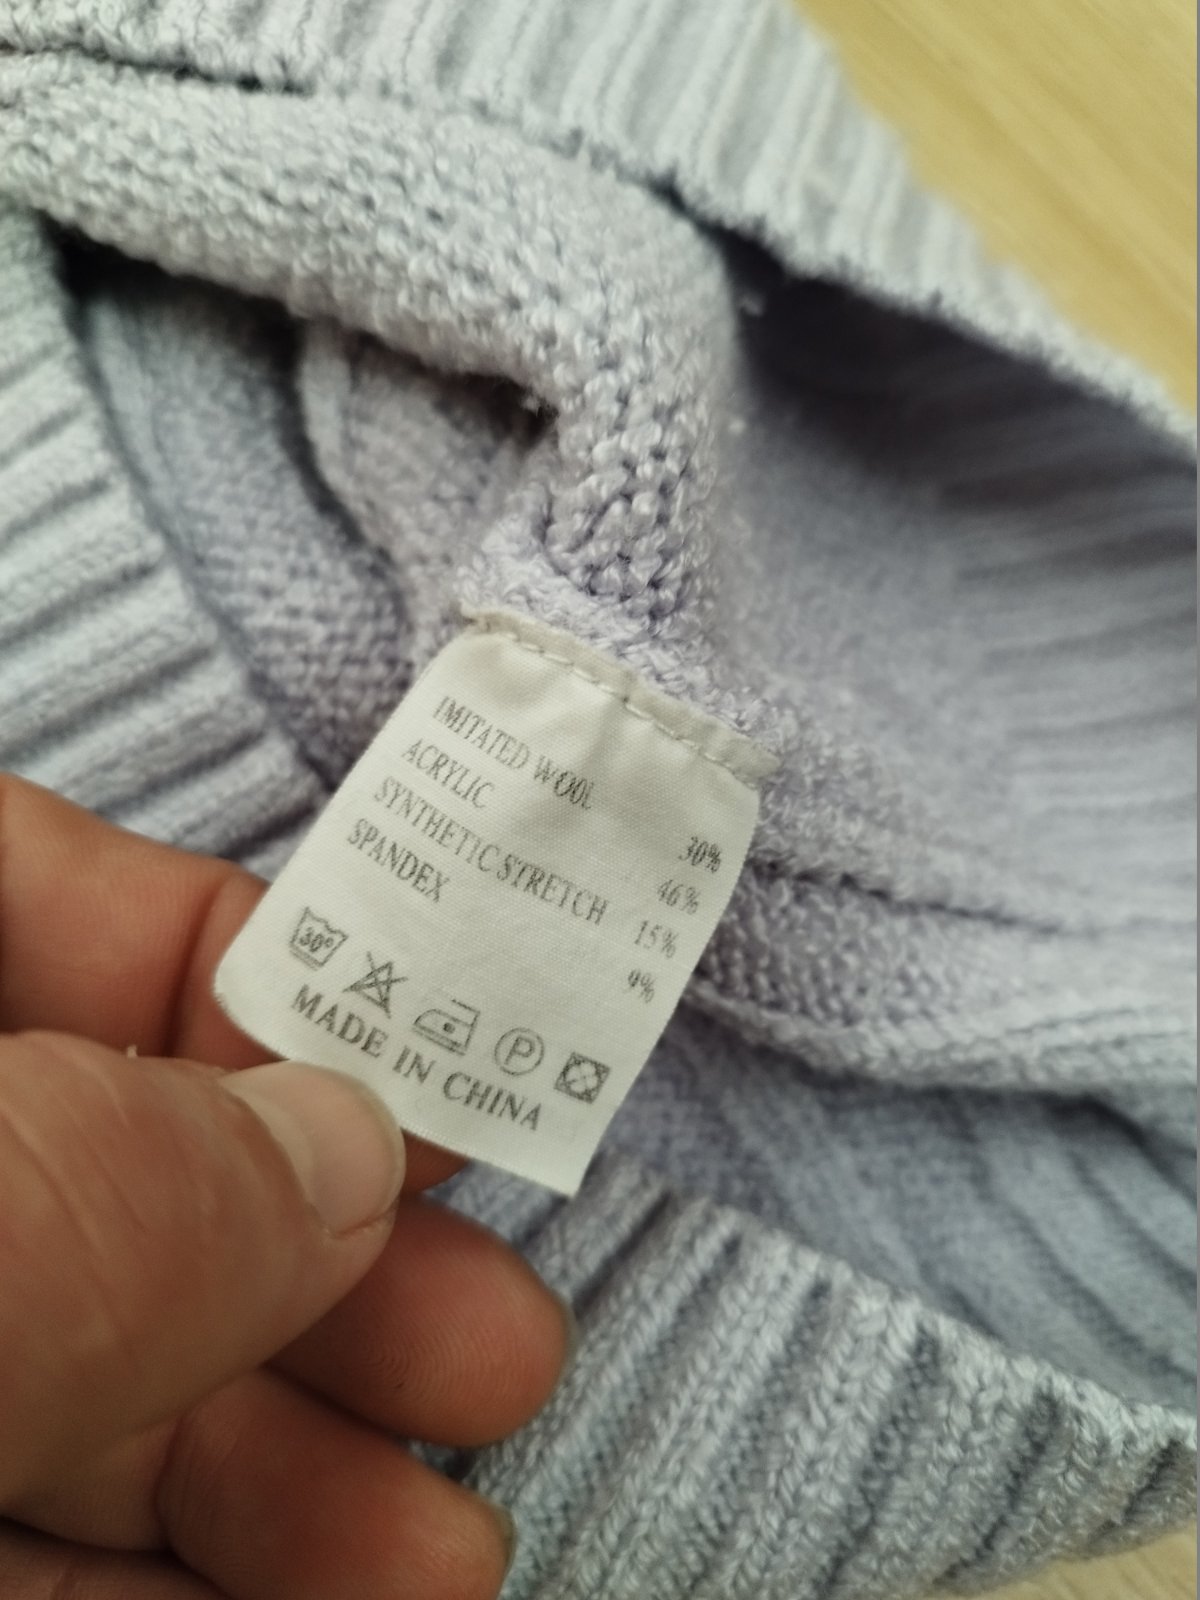 IMITATED WOOL 30%
ACRYLIC 46%
SYNTHETIC STRETCH 15%
SPANDEX 9%
30° P
MADE IN CHINA